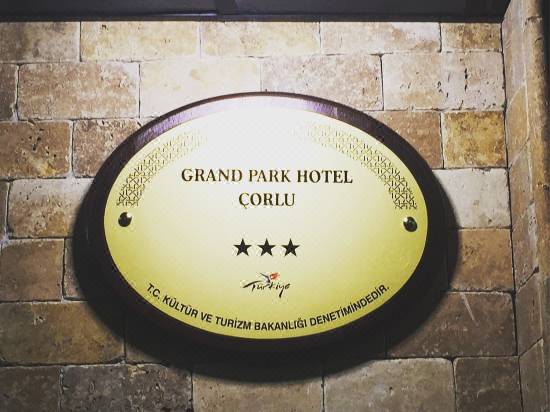 GRAND PARK HOTEL
ÇORLU
★★★
Türkiye
T.C. KÜLTÜR VE TURİZM BAKANLIĞI DENETİMİNDEDİR.